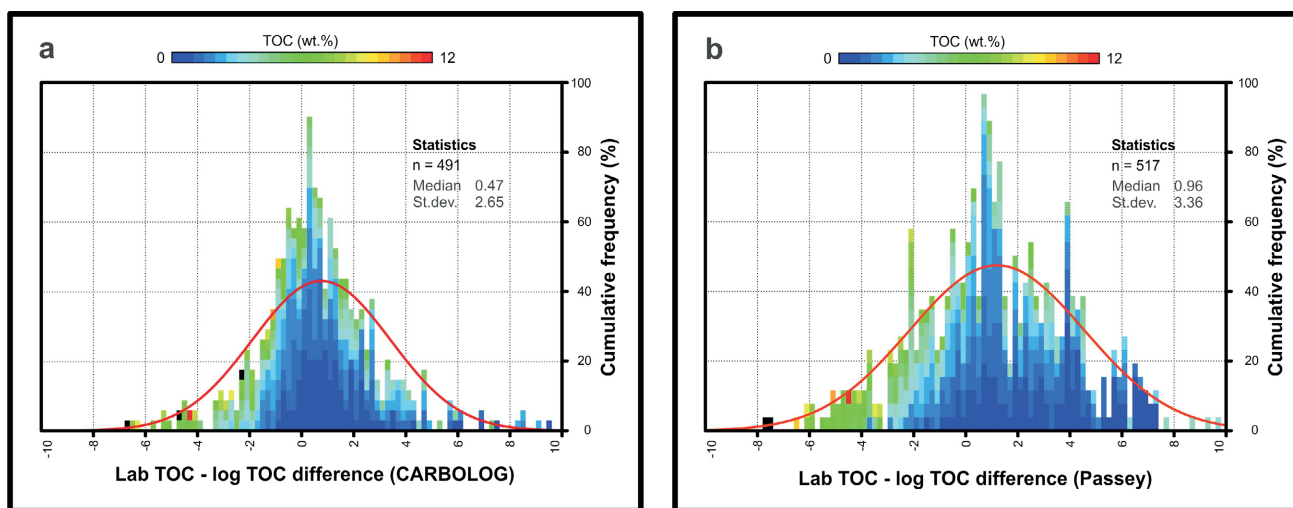 a
TOC (wt.%)
0 12
100
80
60
40
20
0
Cumulative frequency (%)
Statistics
n = 491
Median 0.47
St.dev. 2.65
-10 -8 -6 -4 -2 0 2 4 6 8 10
Lab TOC - log TOC difference (CARBOLOG)
b
TOC (wt.%)
0 12
100
80
60
40
20
0
Cumulative frequency (%)
Statistics
n = 517
Median 0.96
St.dev. 3.36
-10 -8 -6 -4 -2 0 2 4 6 8 10
Lab TOC - log TOC difference (Passey)